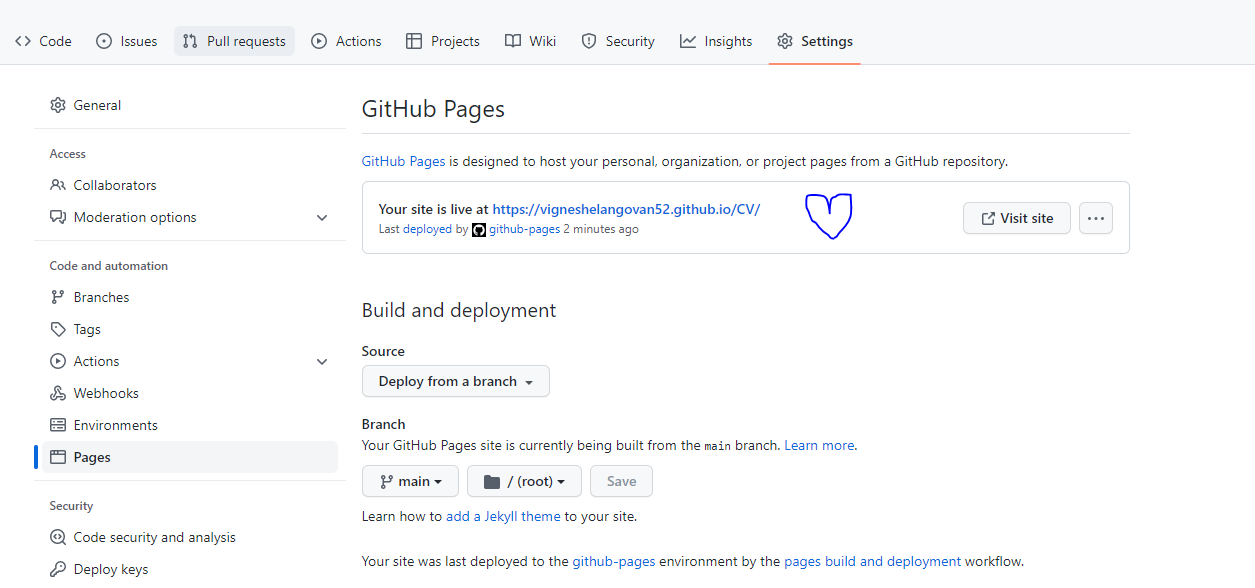 Code Issues Pull requests Actions Projects Wiki Security Insights Settings
General
Access
Collaborators
Moderation options
Code and automation
Branches
Tags
Actions
Webhooks
Environments
Pages
Security
Code security and analysis
Deploy keys
GitHub Pages
GitHub Pages is designed to host your personal, organization, or project pages from a GitHub repository.
Your site is live at https://vigneshelangovan52.github.io/CV/
Last deployed by github-pages 2 minutes ago
Visit site
Build and deployment
Source
Deploy from a branch
Branch
Your GitHub Pages site is currently being built from the main branch. Learn more.
main / (root) Save
Learn how to add a Jekyll theme to your site.
Your site was last deployed to the github-pages environment by the pages build and deployment workflow.